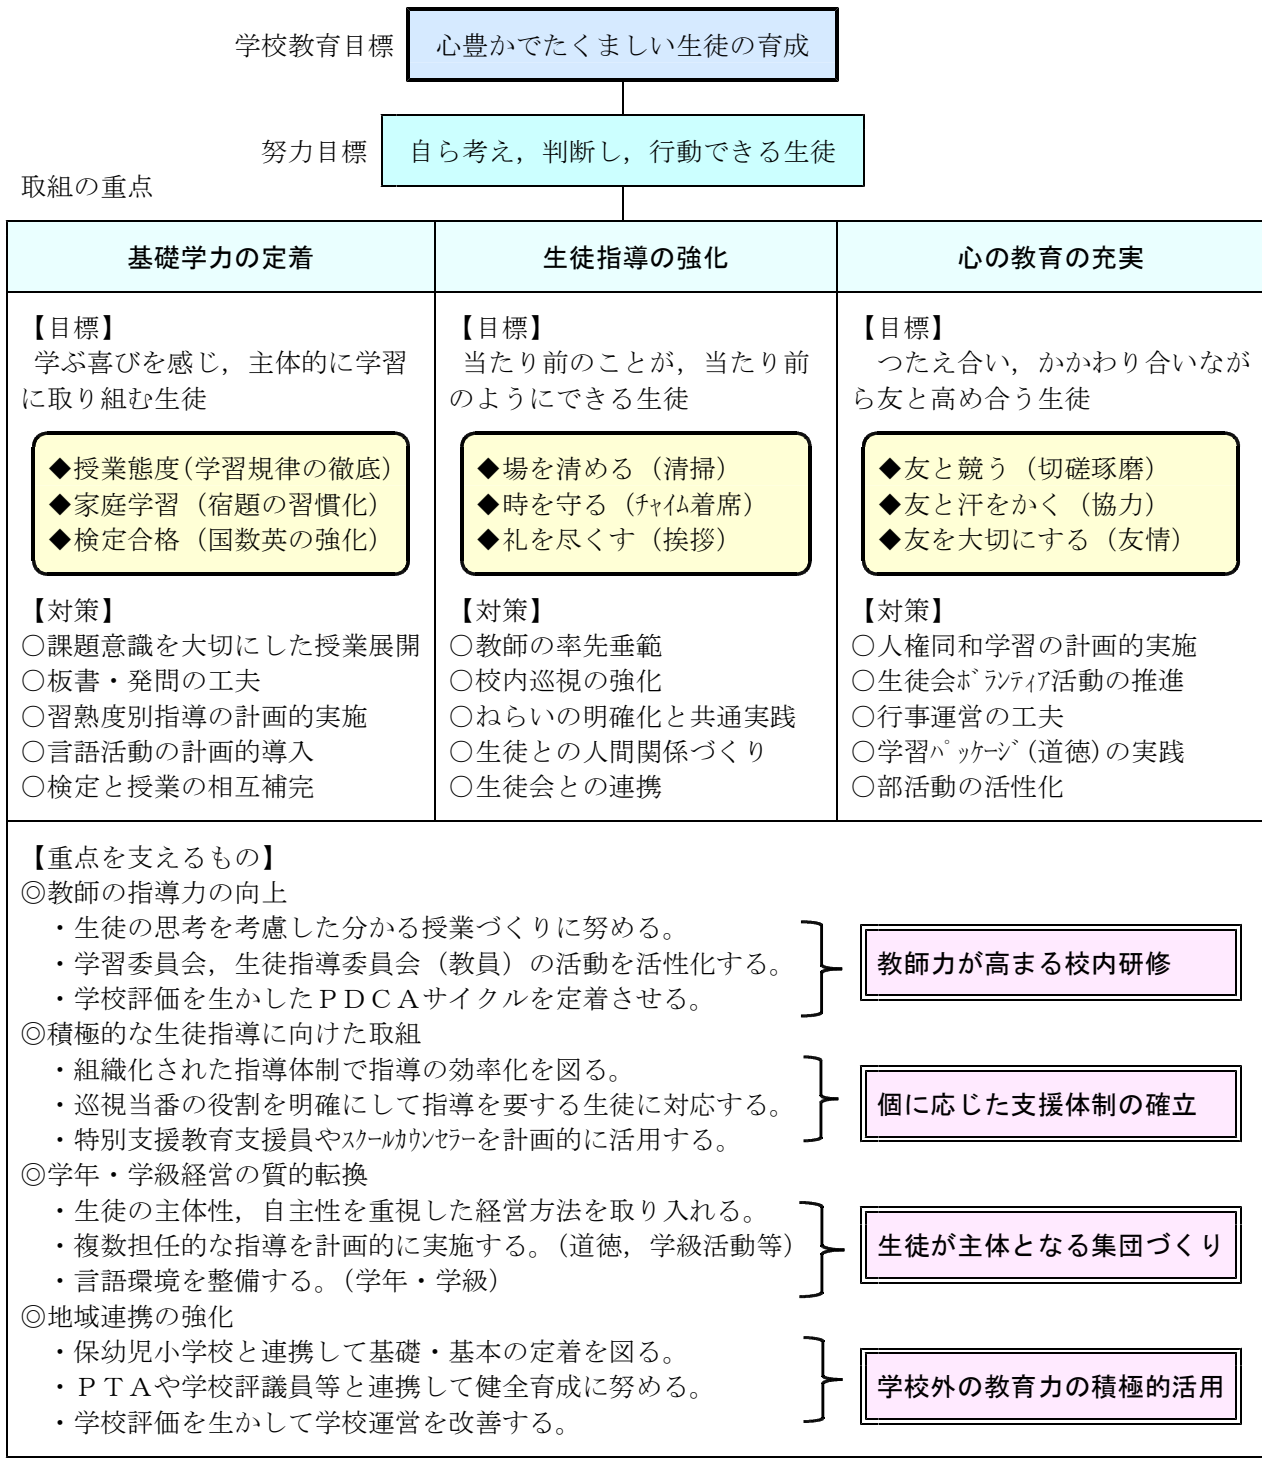 学校教育目標 心豊かでたくましい生徒の育成
努力目標 自ら考え，判断し，行動できる生徒
取組の重点
基礎学力の定着
【目標】
学ぶ喜びを感じ，主体的に学習
に取り組む生徒
◆授業態度(学習規律の徹底)
◆家庭学習（宿題の習慣化）
◆検定合格（国数英の強化）
【対策】
○課題意識を大切にした授業展開
○板書・発問の工夫
○習熟度別指導の計画的実施
○言語活動の計画的導入
○検定と授業の相互補完
生徒指導の強化
【目標】
当たり前のことが，当たり前
のようにできる生徒
◆場を清める（清掃）
◆時を守る（ﾁｬｲﾑ着席）
◆礼を尽くす（挨拶）
【対策】
○教師の率先垂範
○校内巡視の強化
○ねらいの明確化と共通実践
○生徒との人間関係づくり
○生徒会との連携
心の教育の充実
【目標】
つたえ合い，かかわり合いなが
ら友と高め合う生徒
◆友と競う（切磋琢磨）
◆友と汗をかく（協力）
◆友を大切にする（友情）
【対策】
○人権同和学習の計画的実施
○生徒会ﾎﾞﾗﾝﾃｨｱ活動の推進
○行事運営の工夫
○学習ﾊﾟｯｹｰｼﾞ(道徳)の実践
○部活動の活性化
【重点を支えるもの】
◎教師の指導力の向上
・生徒の思考を考慮した分かる授業づくりに努める。
・学習委員会，生徒指導委員会（教員）の活動を活性化する。
・学校評価を生かしたＰＤＣＡサイクルを定着させる。
教師力が高まる校内研修
◎積極的な生徒指導に向けた取組
・組織化された指導体制で指導の効率化を図る。
・巡視当番の役割を明確にして指導を要する生徒に対応する。
・特別支援教育支援員やｽｸｰﾙｶｳﾝｾﾗｰを計画的に活用する。
個に応じた支援体制の確立
◎学年・学級経営の質的転換
・生徒の主体性，自主性を重視した経営方法を取り入れる。
・複数担任的な指導を計画的に実施する。（道徳，学級活動等）
・言語環境を整備する。（学年・学級）
生徒が主体となる集団づくり
◎地域連携の強化
・保幼児小学校と連携して基礎・基本の定着を図る。
・ＰＴＡや学校評議員等と連携して健全育成に努める。
・学校評価を生かして学校運営を改善する。
学校外の教育力の積極的活用